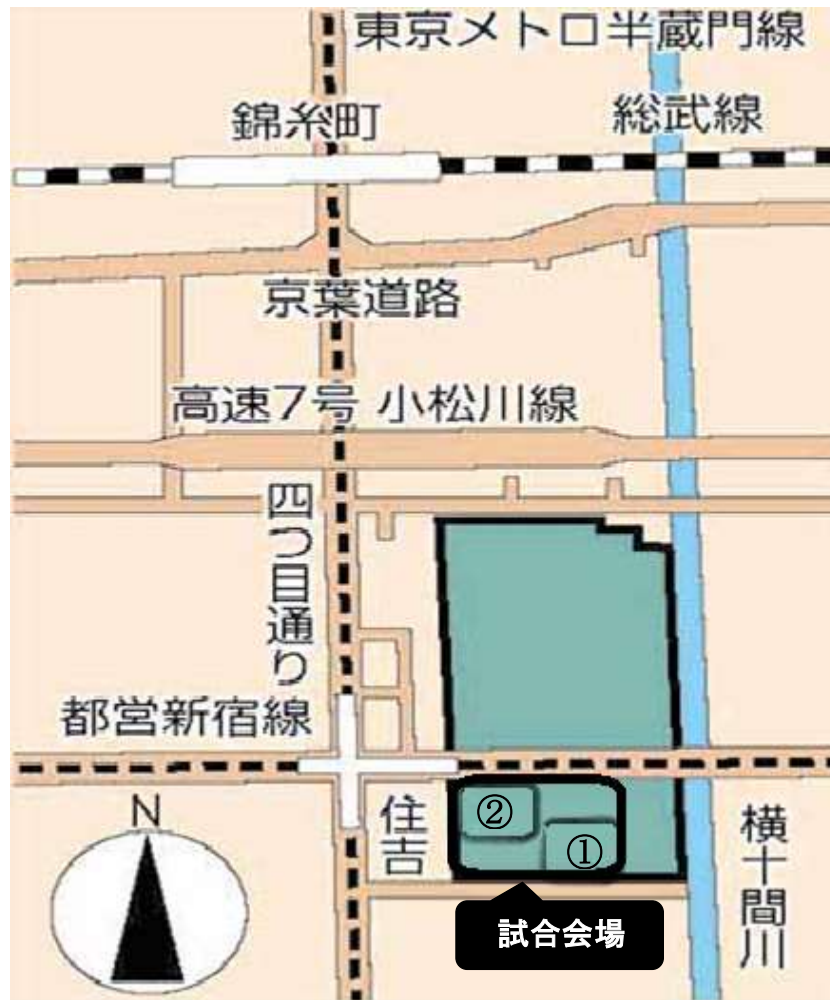 東京メトロ半蔵門線
錦糸町
総武線
京葉道路
高速7号 小松川線
四つ目通り
都営新宿線
N
住吉
②
①
横十間川
試合会場